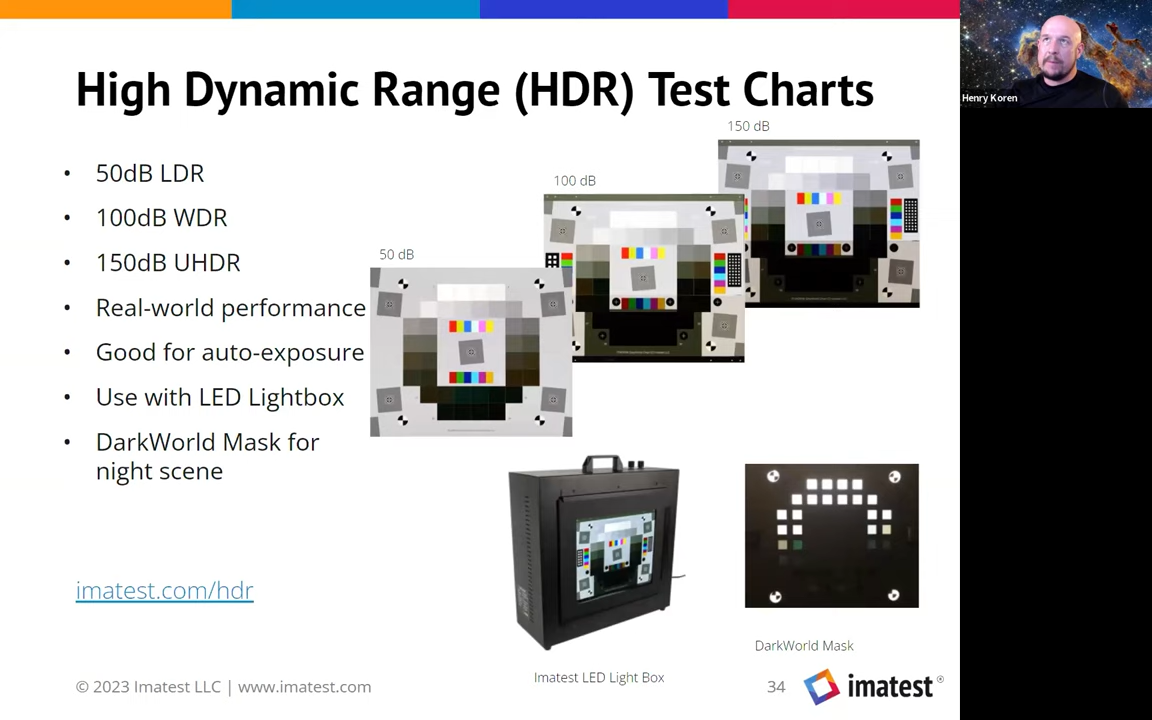 High Dynamic Range (HDR) Test Charts
Henry Koren
• 50dB LDR
• 100dB WDR
• 150dB UHDR
• Real-world performance
• Good for auto-exposure
• Use with LED Lightbox
• DarkWorld Mask for
night scene
150 dB
100 dB
50 dB
imatest.com/hdr
DarkWorld Mask
Imatest LED Light Box
© 2023 Imatest LLC | www.imatest.com
34
imatest®